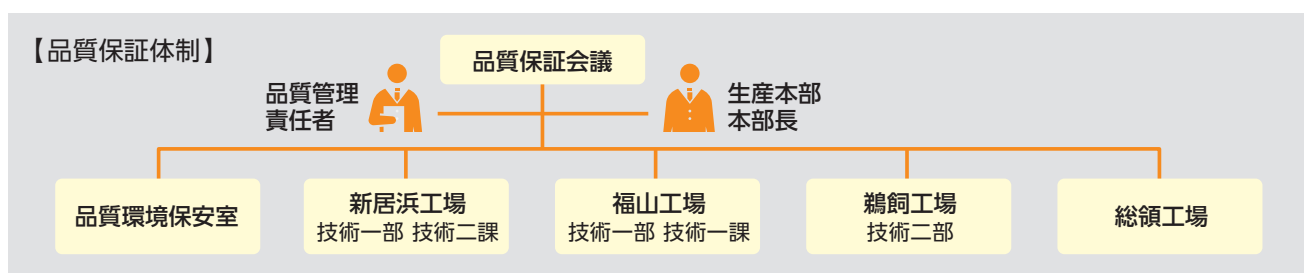 【品質保証体制】
品質保証会議
品質管理
責任者
生産本部
本部長
品質環境保安室
新居浜工場
技術一部 技術二課
福山工場
技術一部 技術一課
鵜飼工場
技術二部
総領工場